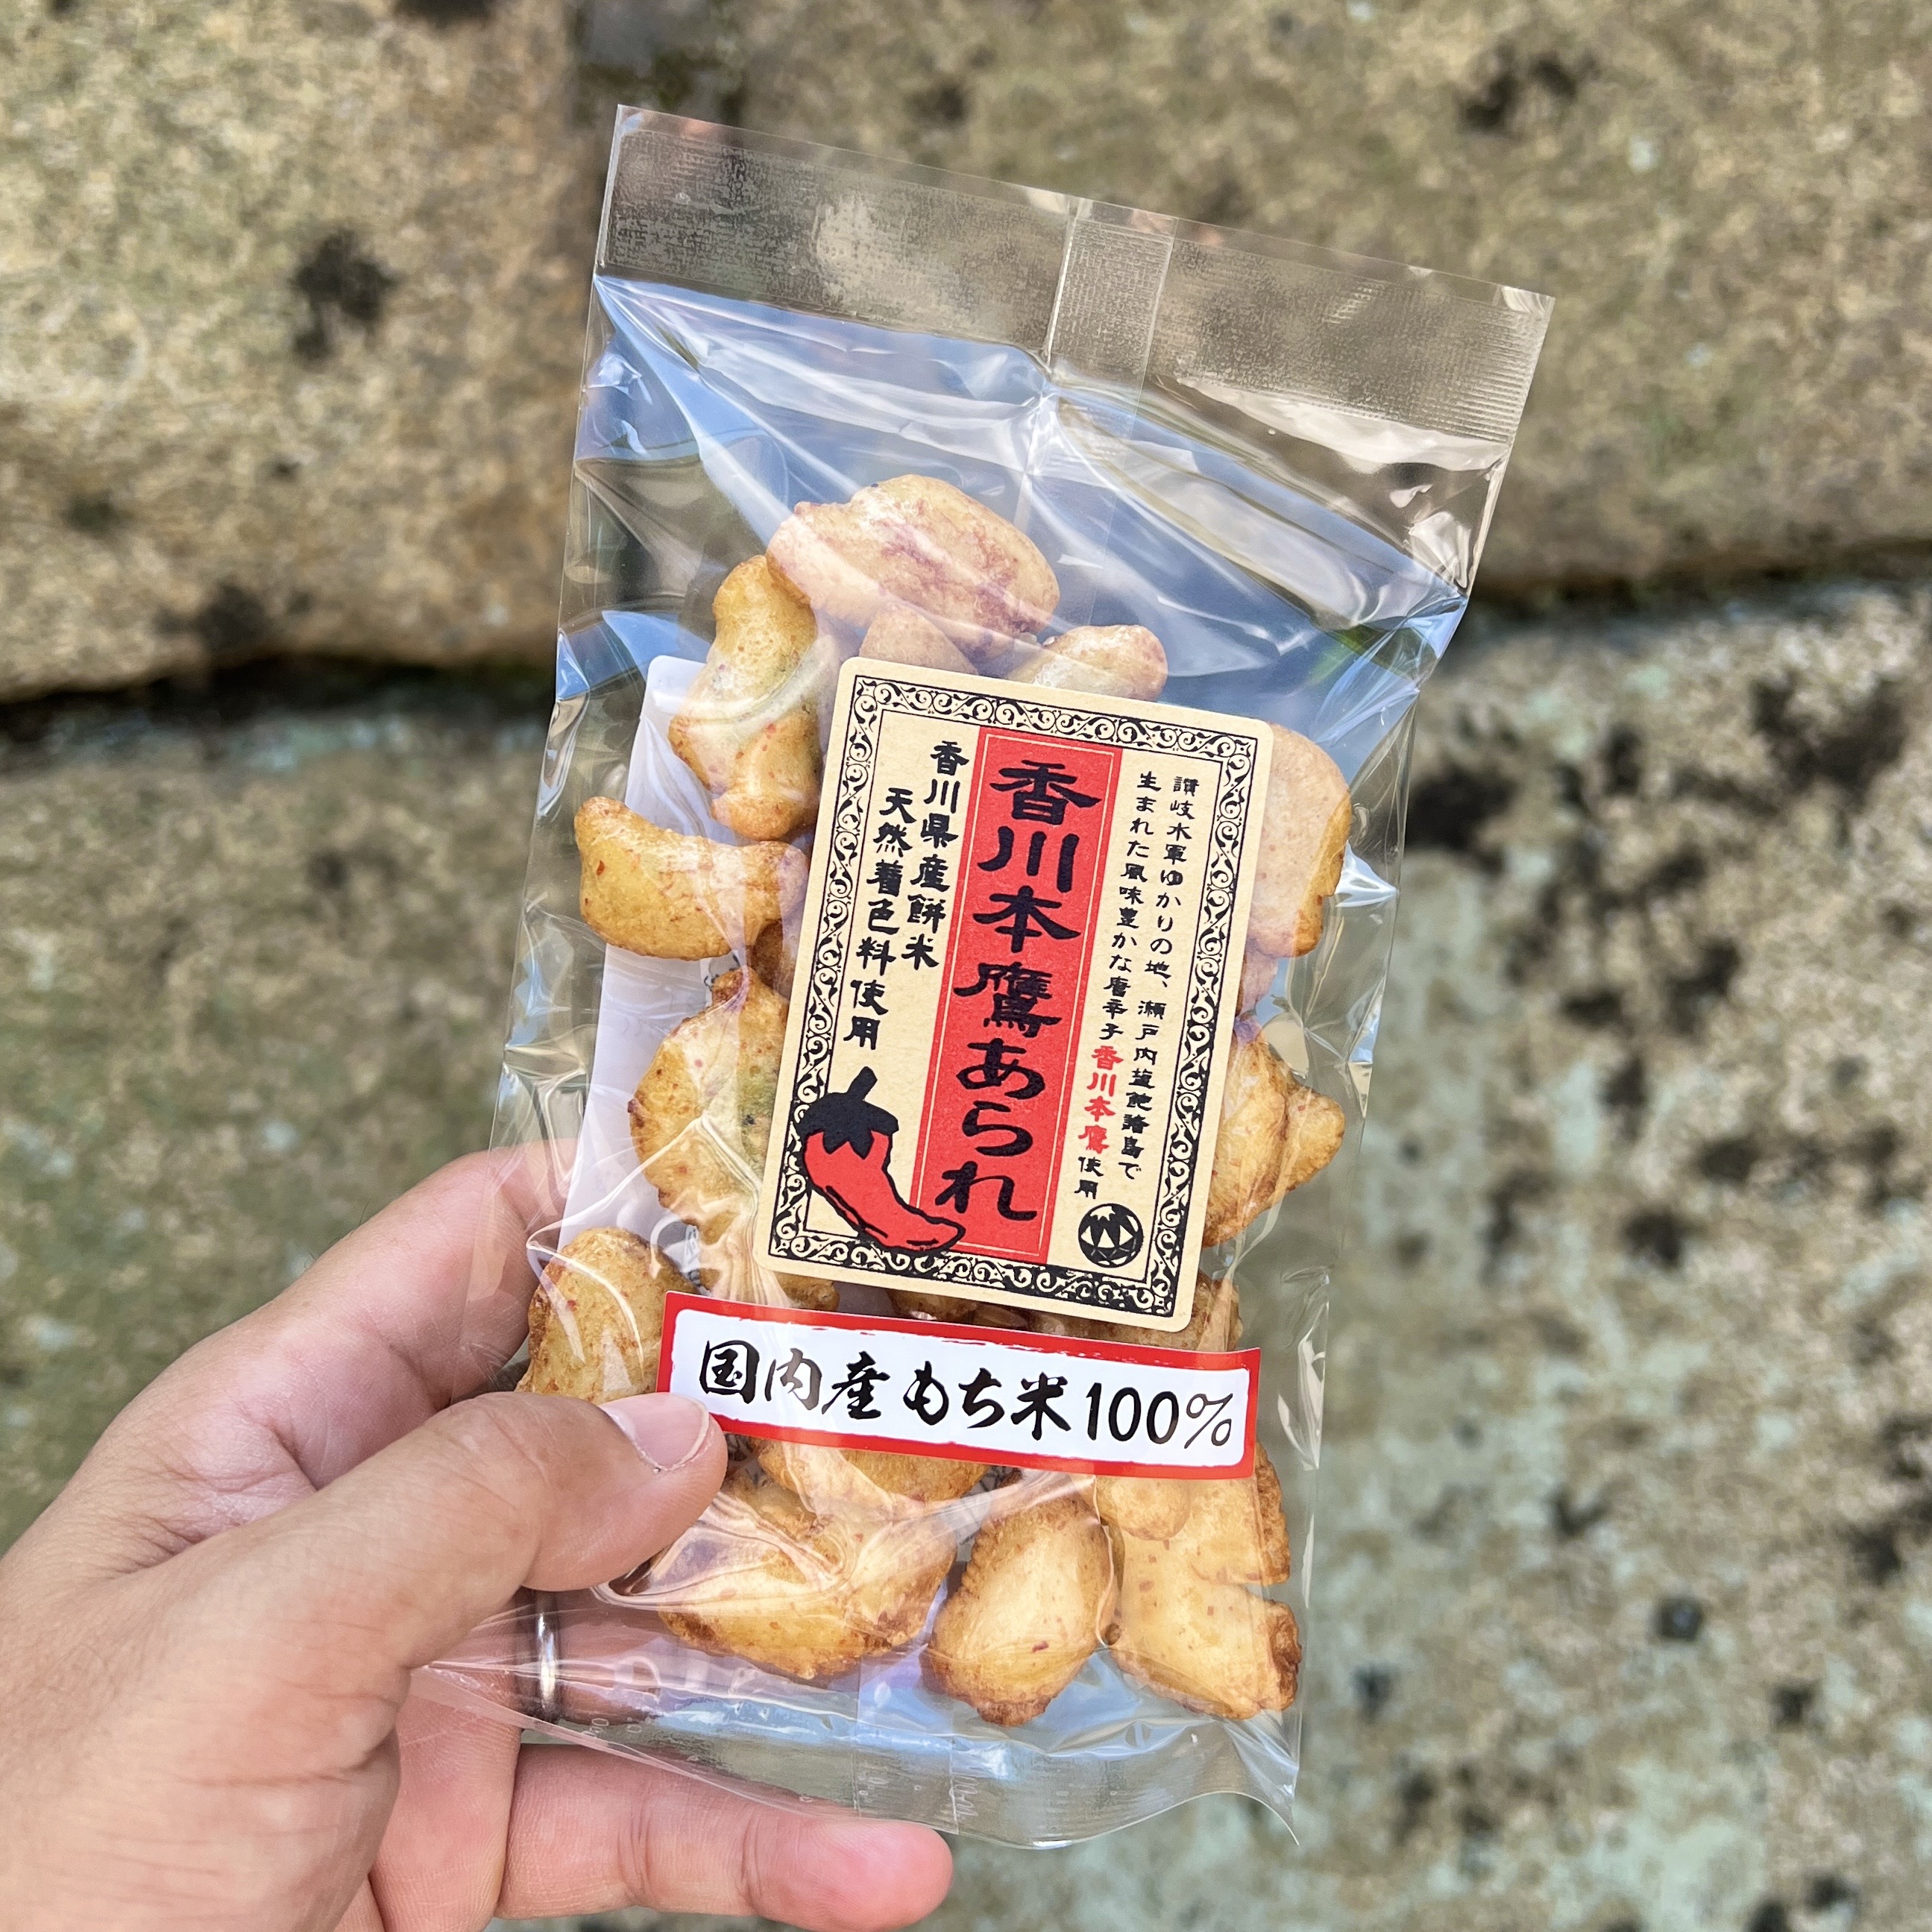 讃岐水軍ゆかりの地、瀬戸内塩飽諸島で
生まれた風味豊かな唐辛子香川本鷹使用
香川本鷹あられ
香川県産餅米
天然着色料使用
国内産もち米100%